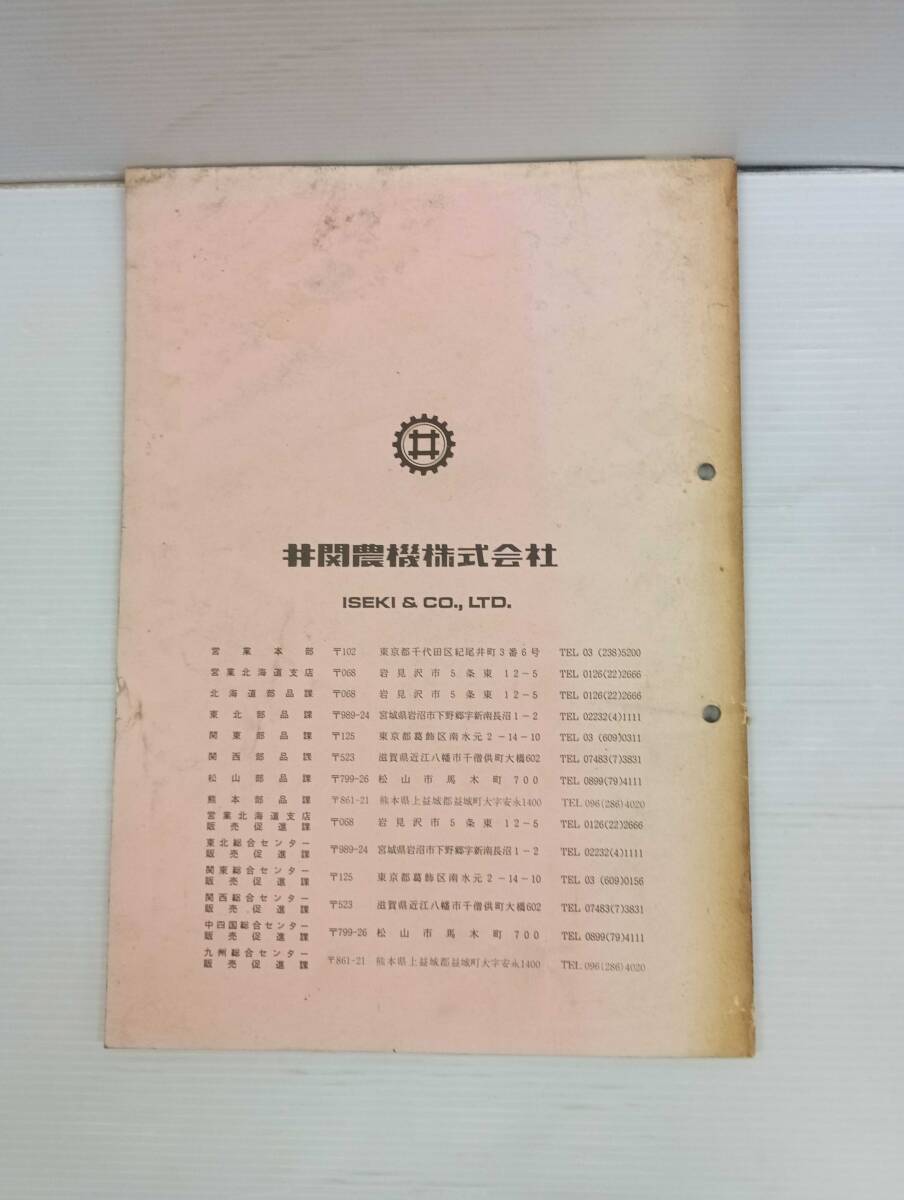 井
井関農機株式会社
ISEKI & CO., LTD.
営業本部 〒102 東京都千代田区紀尾井町3番6号 TEL 03 (238)5200
営業北海道支店 〒068 岩見沢市5条東12-5 TEL 0126(22)2666
北海道部品課 〒068 岩見沢市5条東12-5 TEL 0126(22)2666
東北部品課 〒989-24 宮城県岩沼市下野郷字新南長沼1-2 TEL 02232(4)1111
関東部品課 〒125 東京都葛飾区南水元2-14-10 TEL 03 (609)0311
関西部品課 〒523 滋賀県近江八幡市千僧供町大橋602 TEL 07483(7)3831
松山部品課 〒799-26 松山市馬木町700 TEL 0899(79)4111
熊本部品課 〒861-21 熊本県上益城郡益城町大字安永1400 TEL 096(286)4020
営業北海道支店
販売促進課 〒068 岩見沢市5条東12-5 TEL 0126(22)2666
東北総合センター
販売促進課 〒989-24 宮城県岩沼市下野郷字新南長沼1-2 TEL 02232(4)1111
関東総合センター
販売促進課 〒125 東京都葛飾区南水元2-14-10 TEL 03 (609)0156
関西総合センター
販売促進課 〒523 滋賀県近江八幡市千僧供町大橋602 TEL 07483(7)3831
中四国総合センター
販売促進課 〒799-26 松山市馬木町700 TEL 0899(79)4111
九州総合センター
販売促進課 〒861-21 熊本県上益城郡益城町大字安永1400 TEL 096(286)4020